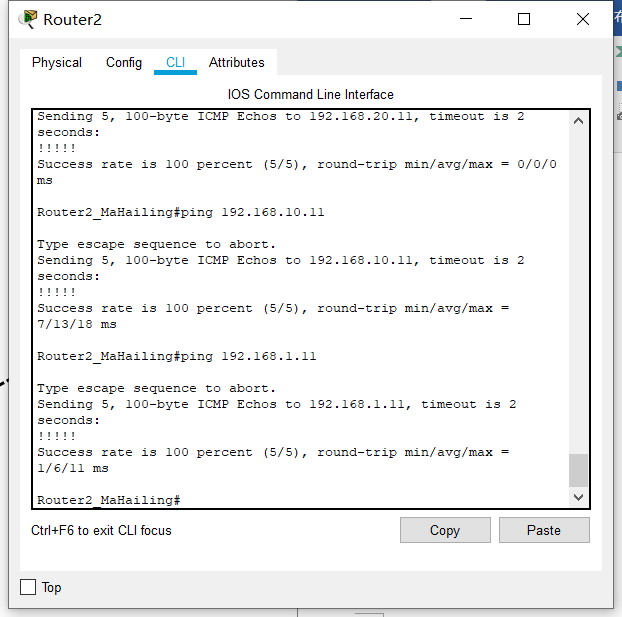 Router2
Physical Config CLI Attributes
IOS Command Line Interface
Sending 5, 100-byte ICMP Echos to 192.168.20.11, timeout is 2
seconds:
!!!!!
Success rate is 100 percent (5/5), round-trip min/avg/max = 0/0/0
ms
Router2_MaHailing#ping 192.168.10.11
Type escape sequence to abort.
Sending 5, 100-byte ICMP Echos to 192.168.10.11, timeout is 2
seconds:
!!!!!
Success rate is 100 percent (5/5), round-trip min/avg/max =
7/13/18 ms
Router2_MaHailing#ping 192.168.1.11
Type escape sequence to abort.
Sending 5, 100-byte ICMP Echos to 192.168.1.11, timeout is 2
seconds:
!!!!!
Success rate is 100 percent (5/5), round-trip min/avg/max =
1/6/11 ms
Router2_MaHailing#
Ctrl+F6 to exit CLI focus
Copy Paste
Top